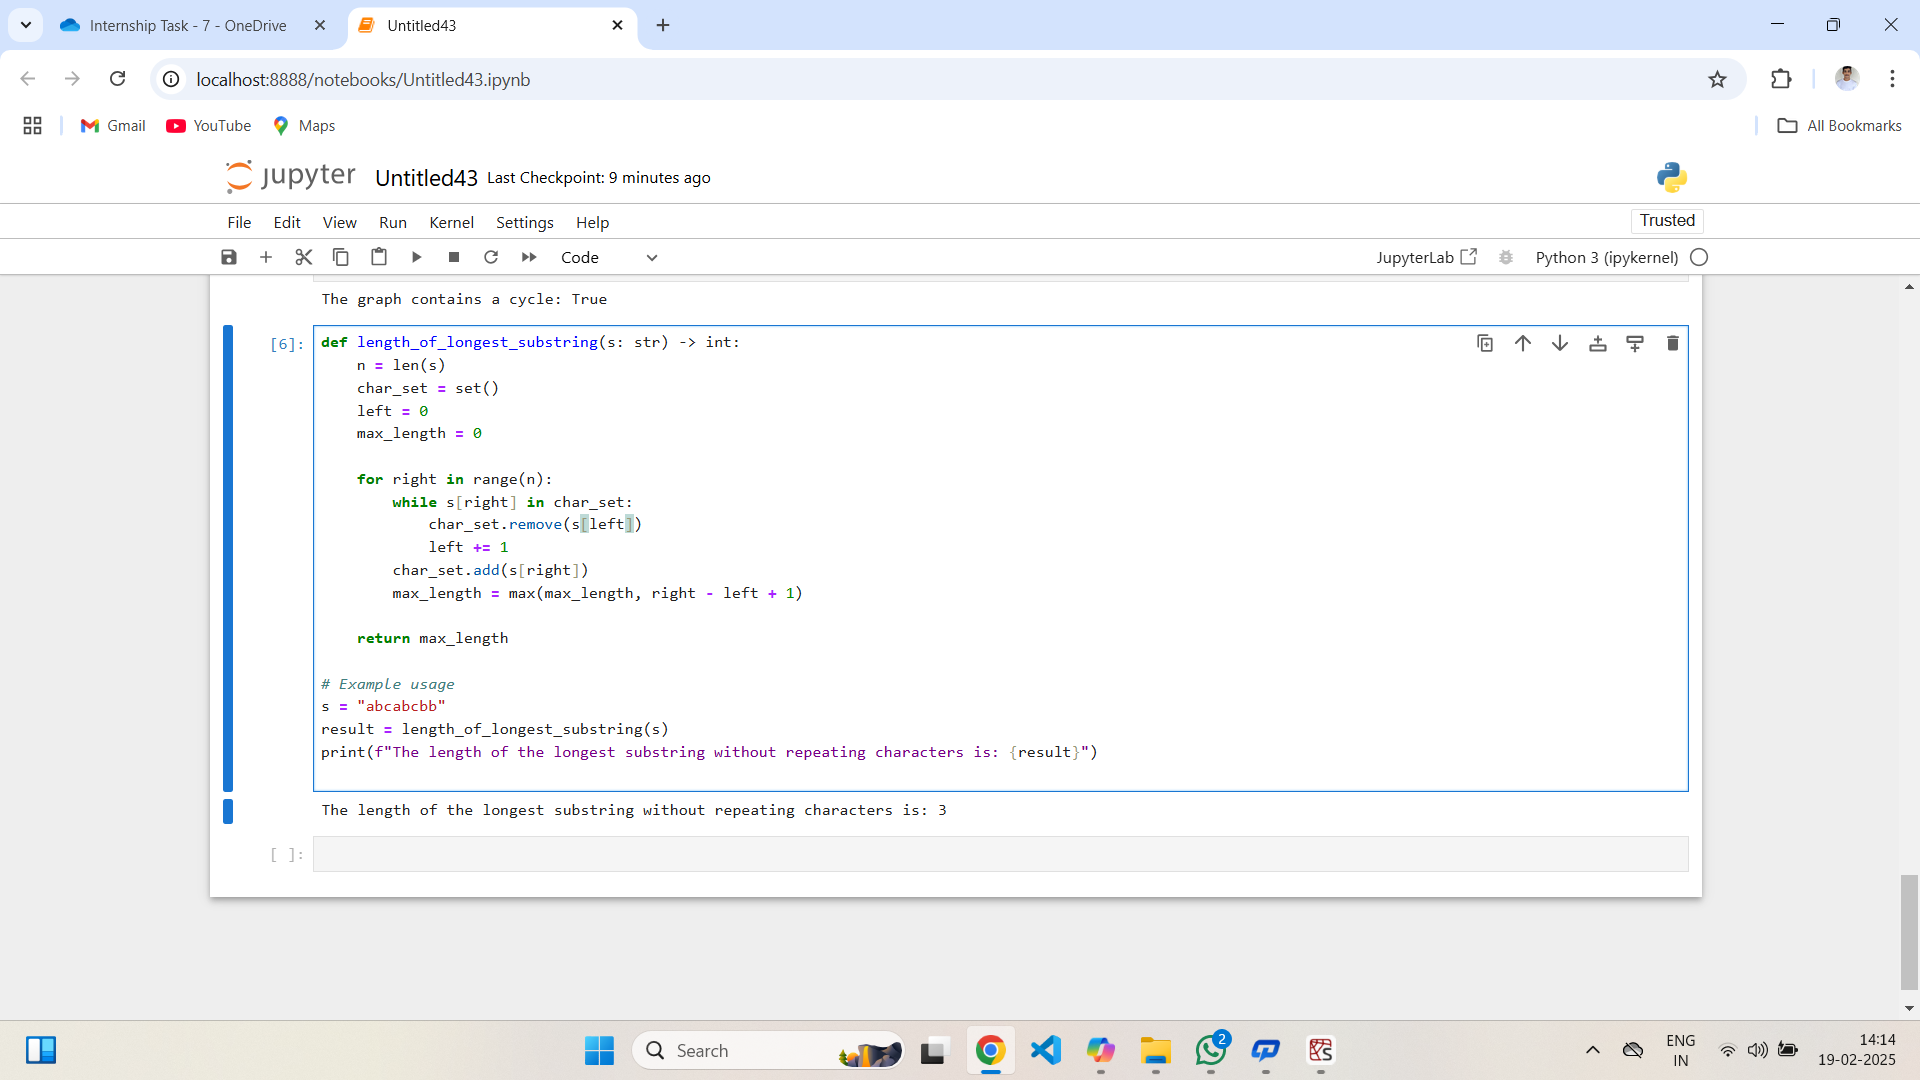 Internship Task - 7 - OneDrive
Untitled43
localhost:8888/notebooks/Untitled43.ipynb
Gmail
YouTube
Maps
All Bookmarks
jupyter
Untitled43 Last Checkpoint: 9 minutes ago
File Edit View Run Kernel Settings Help
Trusted
Code
JupyterLab
Python 3 (ipykernel)
The graph contains a cycle: True
[6]:
def length_of_longest_substring(s: str) -> int:
    n = len(s)
    char_set = set()
    left = 0
    max_length = 0

    for right in range(n):
        while s[right] in char_set:
            char_set.remove(s[left])
            left += 1
        char_set.add(s[right])
        max_length = max(max_length, right - left + 1)

    return max_length

# Example usage
s = "abcabcbb"
result = length_of_longest_substring(s)
print(f"The length of the longest substring without repeating characters is: {result}")
The length of the longest substring without repeating characters is: 3
[ ]:
Search
2
ENG
IN
14:14
19-02-2025